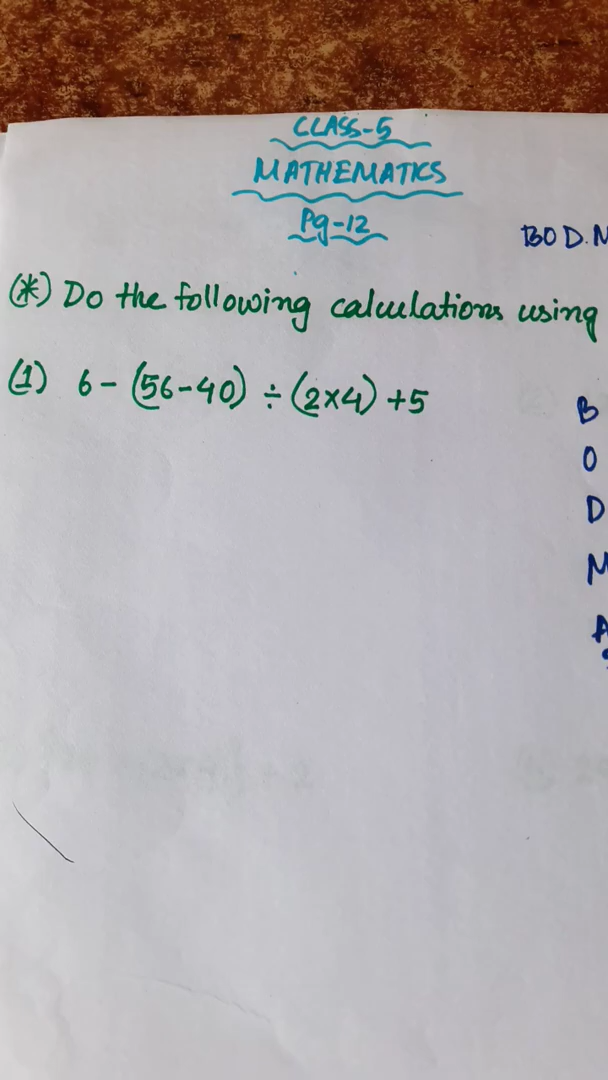 CLASS-5
MATHEMATICS
Pg-12
BOD.M
(*) Do the following calculations using
(1) 6-(56-40) ÷ (2×4) +5
B
O
D
M
A